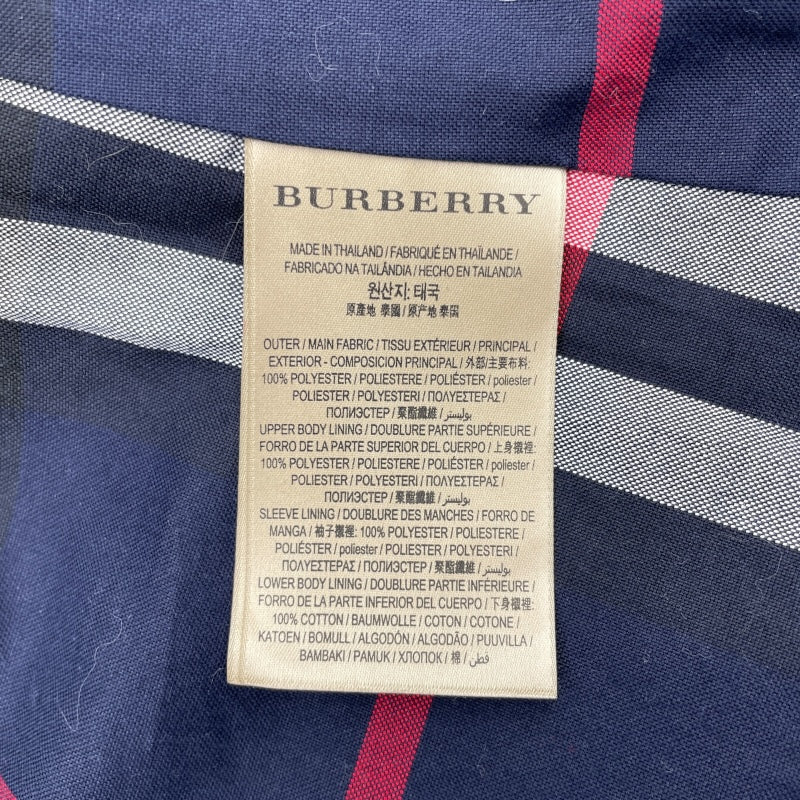 BURBERRY
MADE IN THAILAND / FABRIQUÉ EN THAÏLANDE /
FABRICADO NA TAILÂNDIA / HECHO EN TAILANDIA
원산지: 태국
原產地 泰國 / 原产地 泰国
OUTER / MAIN FABRIC / TISSU EXTÉRIEUR / PRINCIPAL /
EXTERIOR - COMPOSICIÓN PRINCIPAL / 外部/主要布料:
100% POLYESTER / POLIESTERE / POLIÉSTER / poliester /
POLIESTER / POLYESTERI / ΠΟΛΥΕΣΤΕΡΑΣ /
ПОЛИЭСТЕР / 聚酯纖維 / بوليستر
UPPER BODY LINING / DOUBLURE PARTIE SUPÉRIEURE /
FORRO DE LA PARTE SUPERIOR DEL CUERPO / 上身襯裡:
100% POLYESTER / POLIESTERE / POLIÉSTER / poliester /
POLIESTER / POLYESTERI / ΠΟΛΥΕΣΤΕΡΑΣ /
ПОЛИЭСТЕР / 聚酯纖維 / بوليستر
SLEEVE LINING / DOUBLURE DES MANCHES / FORRO DE
MANGA / 袖子襯裡: 100% POLYESTER / POLIESTERE /
POLIÉSTER / poliester / POLIESTER / POLYESTERI /
ΠΟΛΥΕΣΤΕΡΑΣ / ПОЛИЭСТЕР / 聚酯纖維 / بوليستر
LOWER BODY LINING / DOUBLURE PARTIE INFÉRIEURE /
FORRO DE LA PARTE INFERIOR DEL CUERPO / 下身襯裡:
100% COTTON / BAUMWOLLE / COTON / COTONE /
KATOEN / BOMULL / ALGODÓN / ALGODÃO / PUUVILLA /
BAMBAKI / PAMUK / ХЛОПОК / 棉 / قطن